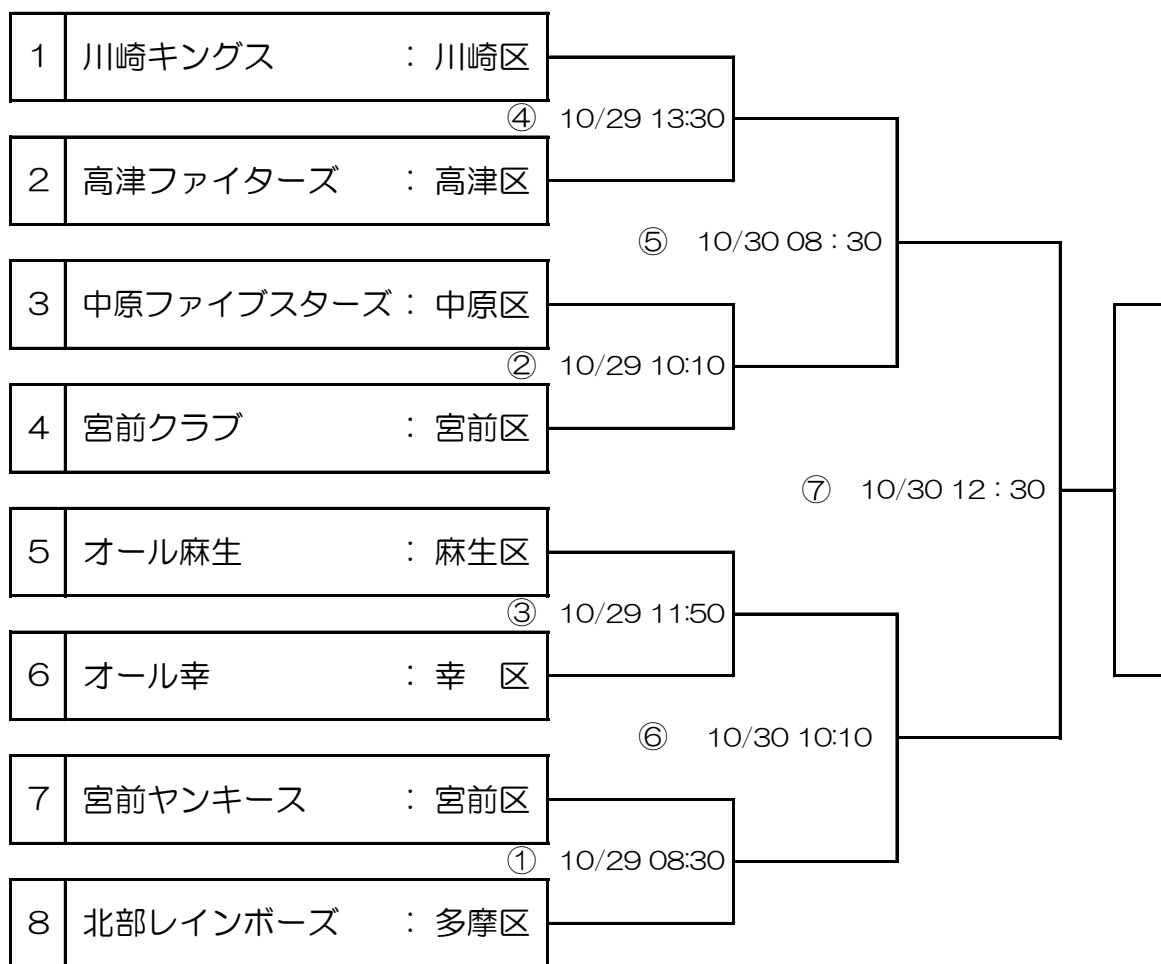 1 川崎キングス : 川崎区
④ 10/29 13:30
2 高津ファイターズ : 高津区
⑤ 10/30 08:30
3 中原ファイブスターズ: 中原区
② 10/29 10:10
4 宮前クラブ : 宮前区
⑦ 10/30 12:30
5 オール麻生 : 麻生区
③ 10/29 11:50
6 オール幸 : 幸 区
⑥ 10/30 10:10
7 宮前ヤンキース : 宮前区
① 10/29 08:30
8 北部レインボーズ : 多摩区